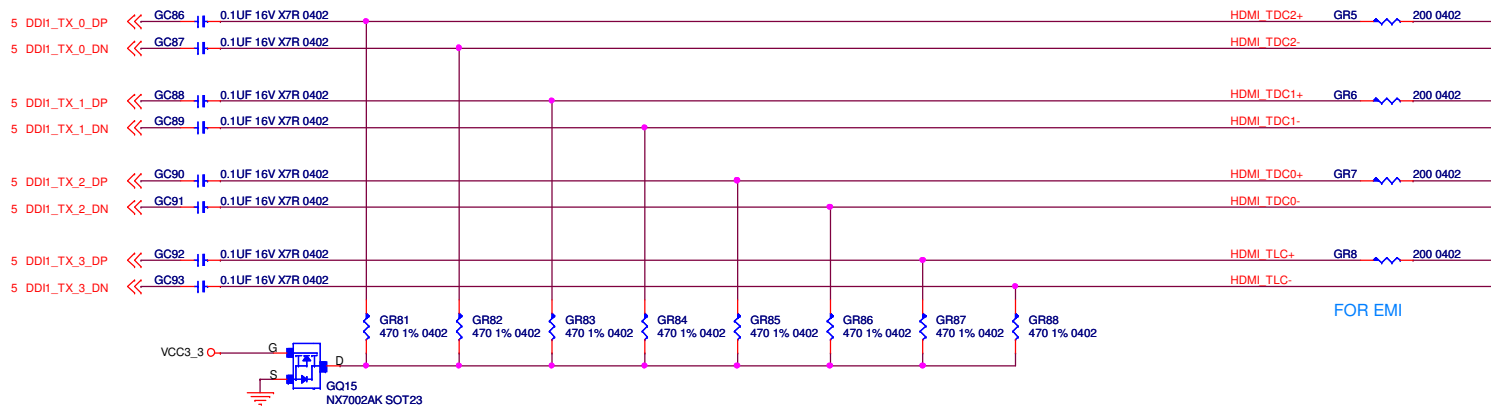 5 DDI1_TX_0_DP GC86 0.1UF 16V X7R 0402 HDMI_TDC2+ GR5 200 0402
5 DDI1_TX_0_DN GC87 0.1UF 16V X7R 0402 HDMI_TDC2-
5 DDI1_TX_1_DP GC88 0.1UF 16V X7R 0402 HDMI_TDC1+ GR6 200 0402
5 DDI1_TX_1_DN GC89 0.1UF 16V X7R 0402 HDMI_TDC1-
5 DDI1_TX_2_DP GC90 0.1UF 16V X7R 0402 HDMI_TDC0+ GR7 200 0402
5 DDI1_TX_2_DN GC91 0.1UF 16V X7R 0402 HDMI_TDC0-
5 DDI1_TX_3_DP GC92 0.1UF 16V X7R 0402 HDMI_TLC+ GR8 200 0402
5 DDI1_TX_3_DN GC93 0.1UF 16V X7R 0402 HDMI_TLC-
FOR EMI
GR81 GR82 GR83 GR84 GR85 GR86 GR87 GR88
470 1% 0402 470 1% 0402 470 1% 0402 470 1% 0402 470 1% 0402 470 1% 0402 470 1% 0402 470 1% 0402
VCC3_3 G
D
S
GQ15
NX7002AK SOT23